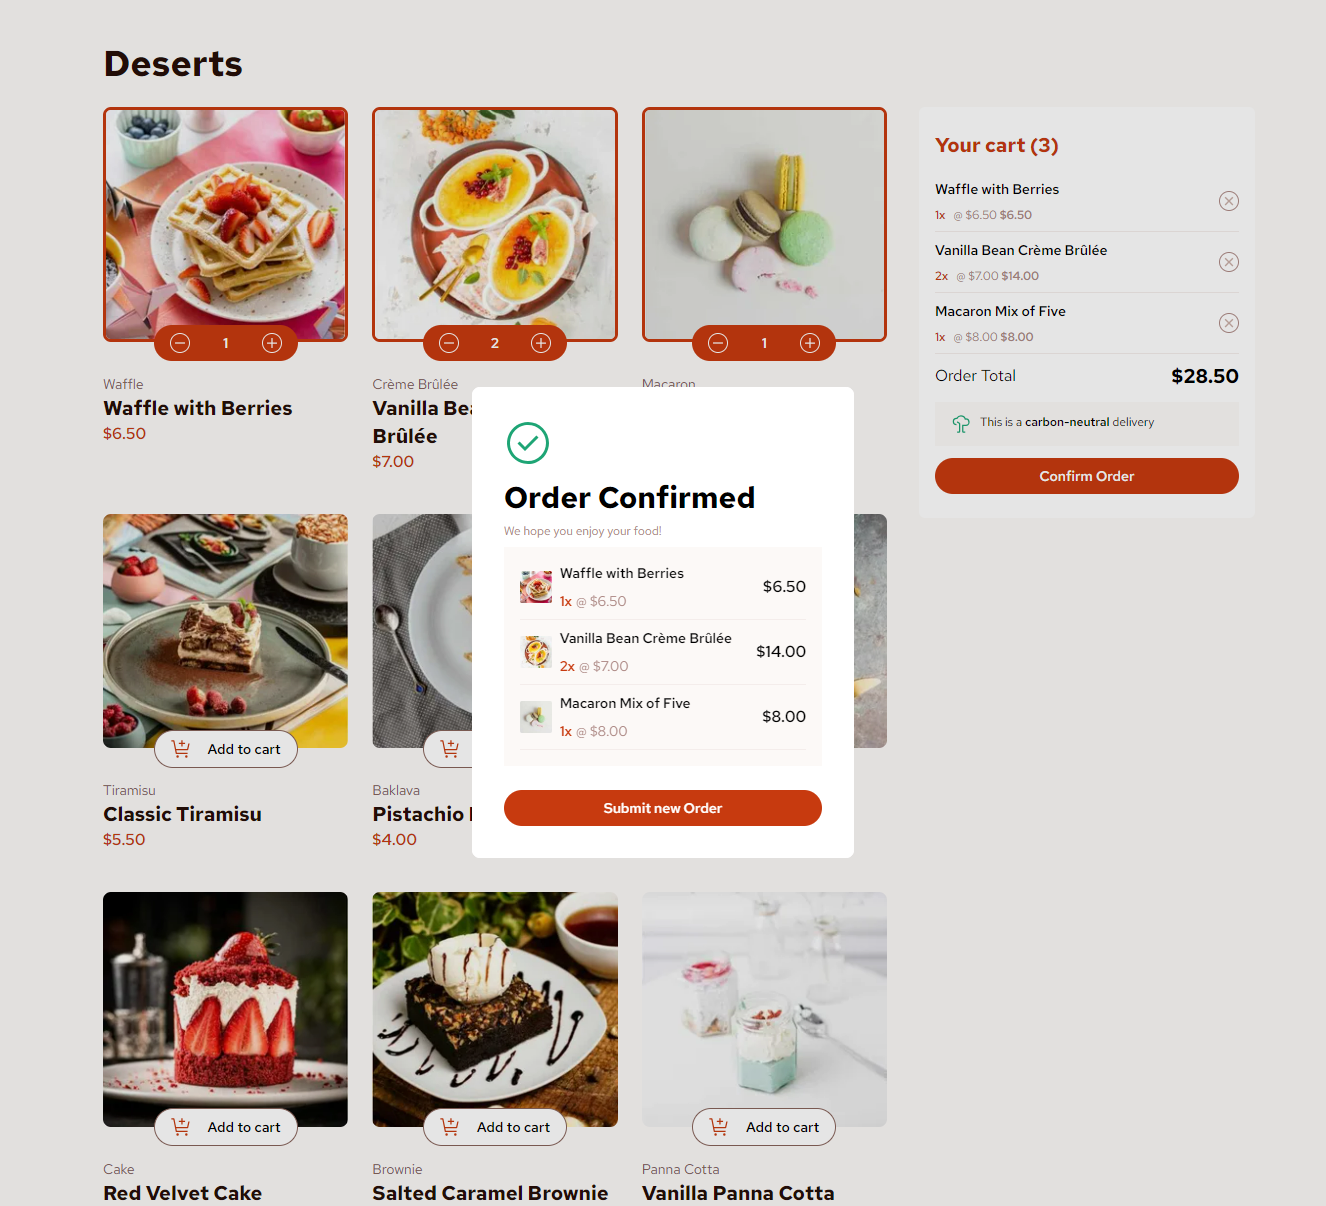 Deserts
1
2
1
Waffle
Waffle with Berries
$6.50
Crème Brûlée
Vanilla Bea
Brûlée
$7.00
Macaron
Your cart (3)
Waffle with Berries
1x @ $6.50 $6.50
Vanilla Bean Crème Brûlée
2x @ $7.00 $14.00
Macaron Mix of Five
1x @ $8.00 $8.00
Order Total $28.50
This is a carbon-neutral delivery
Confirm Order
Order Confirmed
We hope you enjoy your food!
Waffle with Berries
1x @ $6.50
$6.50
Vanilla Bean Crème Brûlée
2x @ $7.00
$14.00
Macaron Mix of Five
1x @ $8.00
$8.00
Submit new Order
Add to cart
Tiramisu
Classic Tiramisu
$5.50
Baklava
Pistachio
$4.00
Add to cart
Add to cart
Add to cart
Cake
Red Velvet Cake
Brownie
Salted Caramel Brownie
Panna Cotta
Vanilla Panna Cotta